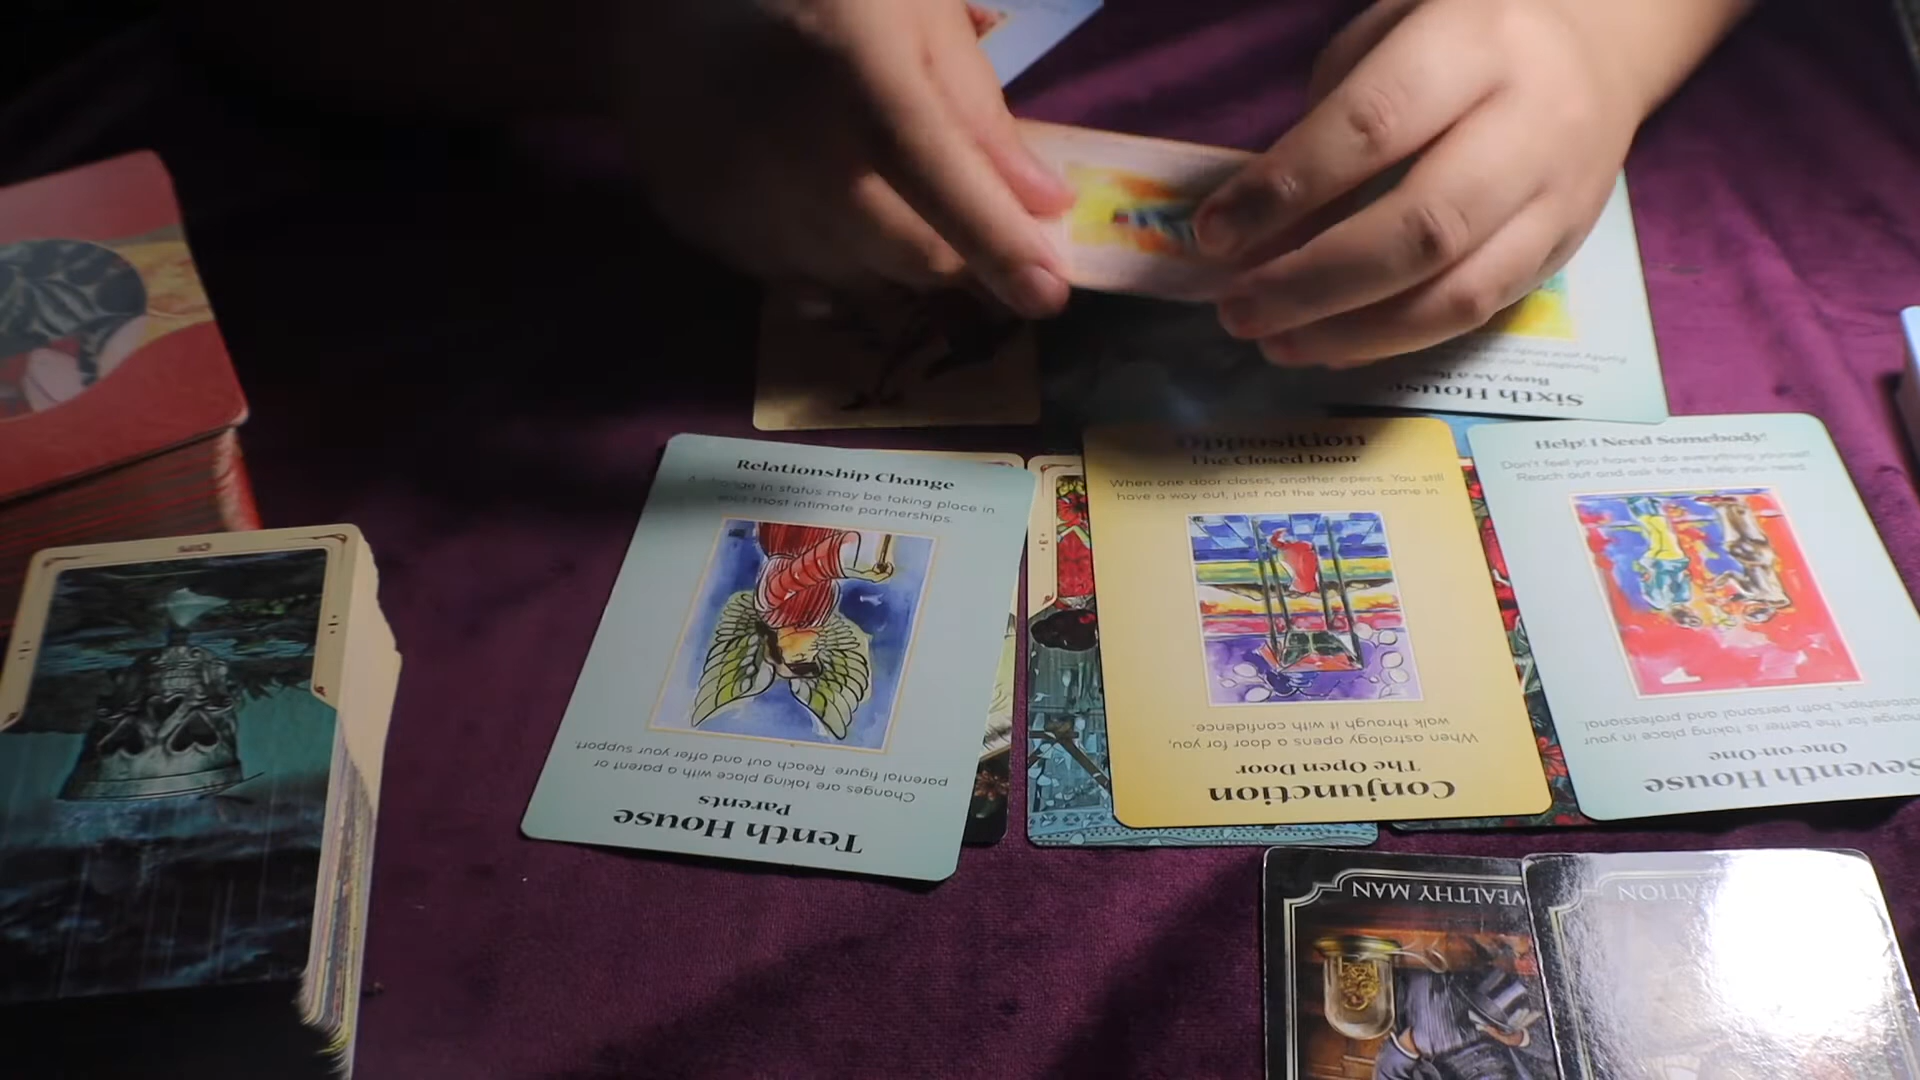 Sixth House
Busy As a
Relationship Change
change in status may be taking place in
your most intimate partnerships.
Changes are taking place with a parent or
parental figure. Reach out and offer your support.
Parents
Tenth House
Opposition
The Closed Door
When one door closes, another opens. You still
have a way out, just not the way you came in.
When astrology opens a door for you,
walk through it with confidence.
The Open Door
Conjunction
Help! I Need Somebody!
Don't feel you have to do everything yourself.
Reach out and ask for the help you need.
change for the better is taking place in your
relationships, both personal and professional.
One-on-One
Seventh House
WEALTHY MAN